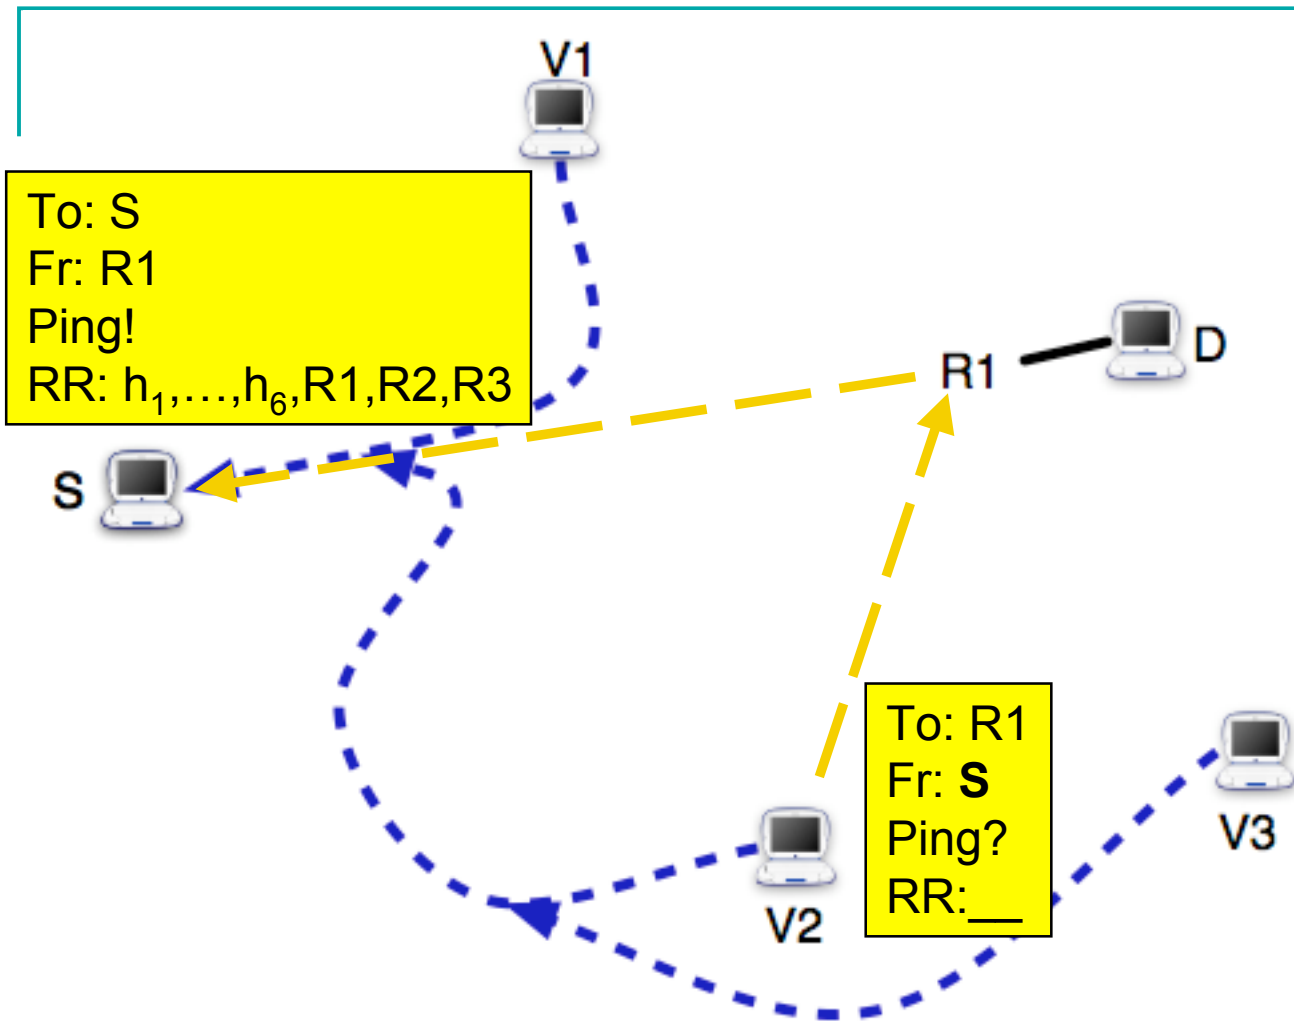 V1
To: S
Fr: R1
Ping!
RR: h₁,…,h₆,R1,R2,R3
D
R1
S
To: R1
Fr: S
Ping?
RR:__
V3
V2